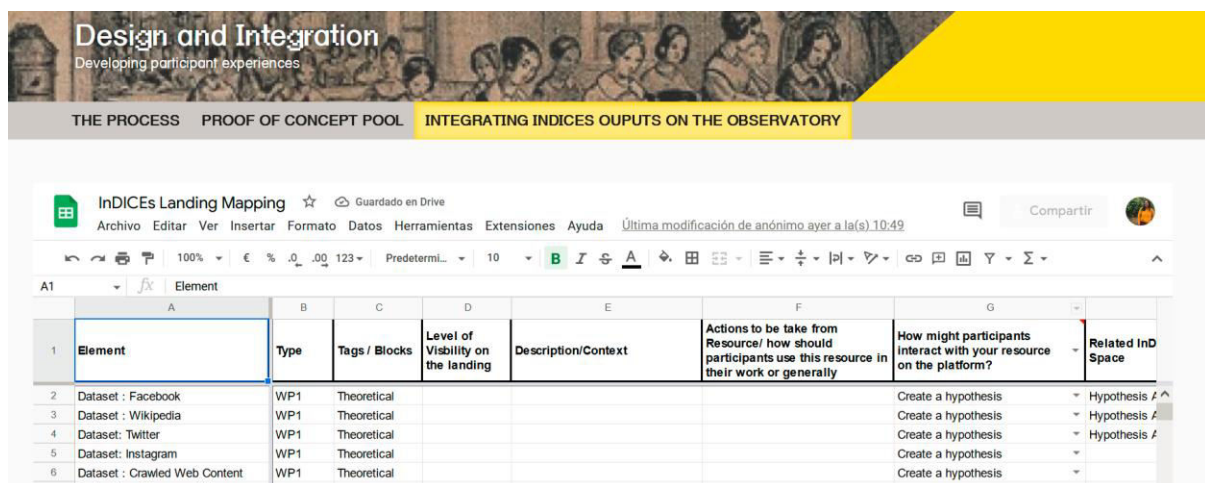 Design and Integration
Developing participant experiences
THE PROCESS PROOF OF CONCEPT POOL INTEGRATING INDICES OUPUTS ON THE OBSERVATORY
InDICEs Landing Mapping Guardado en Drive
Archivo Editar Ver Insertar Formato Datos Herramientas Extensiones Ayuda Última modificación de anónimo ayer a la(s) 10:49
Compartir
100% € % .0 .00 123 Predetermi... 10 B I S A
A1 fx Element
A B C D E F G
1 Element Type Tags / Blocks Level of Visbility on the landing Description/Context Actions to be take from Resource/ how should participants use this resource in their work or generally How might participants interact with your resource on the platform? Related InD Space
2 Dataset : Facebook WP1 Theoretical Create a hypothesis Hypothesis A
3 Dataset : Wikipedia WP1 Theoretical Create a hypothesis Hypothesis A
4 Dataset: Twitter WP1 Theoretical Create a hypothesis Hypothesis A
5 Dataset: Instagram WP1 Theoretical Create a hypothesis
6 Dataset : Crawled Web Content WP1 Theoretical Create a hypothesis